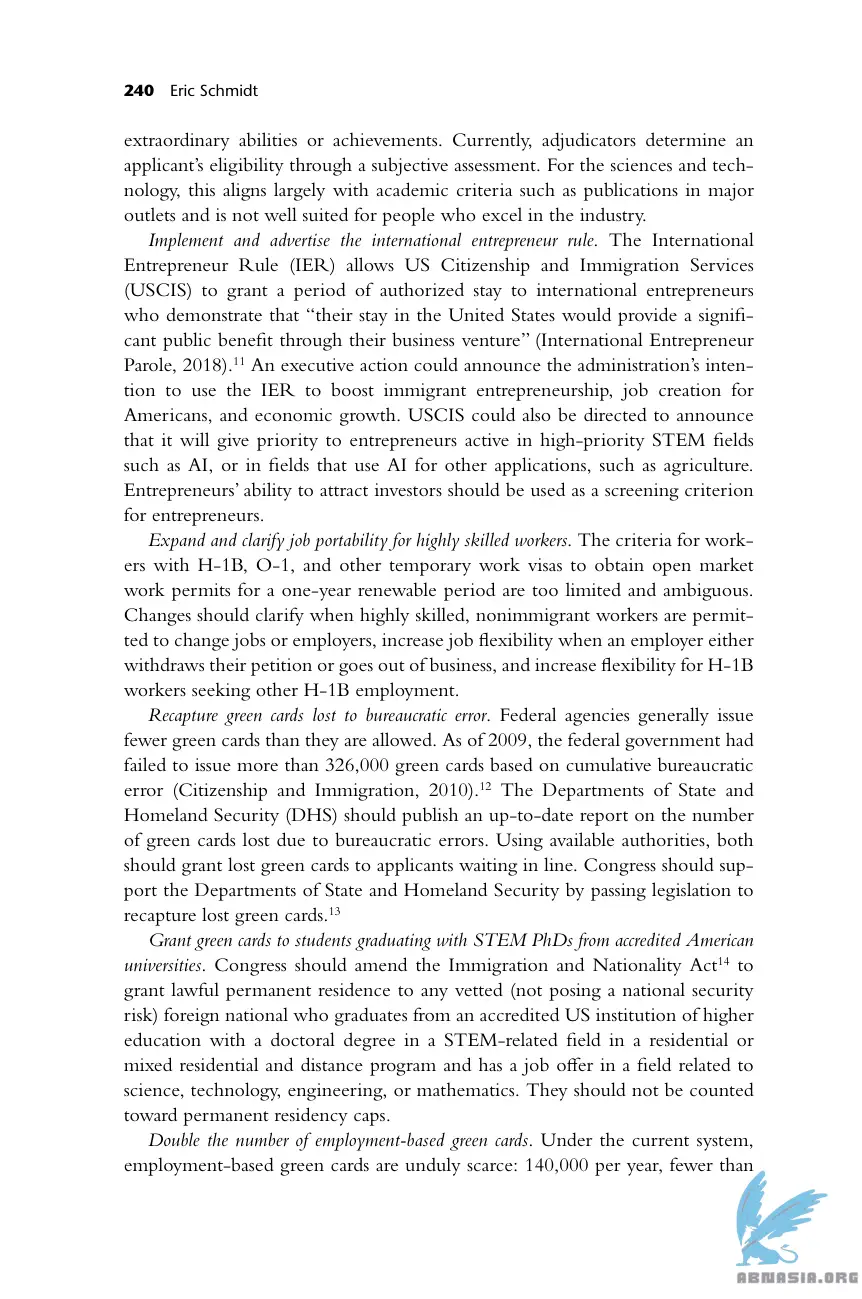 240 Eric Schmidt
extraordinary abilities or achievements. Currently, adjudicators determine an
applicant’s eligibility through a subjective assessment. For the sciences and tech-
nology, this aligns largely with academic criteria such as publications in major
outlets and is not well suited for people who excel in the industry.
Implement and advertise the international entrepreneur rule. The International
Entrepreneur Rule (IER) allows US Citizenship and Immigration Services
(USCIS) to grant a period of authorized stay to international entrepreneurs
who demonstrate that “their stay in the United States would provide a signifi-
cant public benefit through their business venture” (International Entrepreneur
Parole, 2018).11 An executive action could announce the administration’s inten-
tion to use the IER to boost immigrant entrepreneurship, job creation for
Americans, and economic growth. USCIS could also be directed to announce
that it will give priority to entrepreneurs active in high-priority STEM fields
such as AI, or in fields that use AI for other applications, such as agriculture.
Entrepreneurs’ ability to attract investors should be used as a screening criterion
for entrepreneurs.
Expand and clarify job portability for highly skilled workers. The criteria for work-
ers with H-1B, O-1, and other temporary work visas to obtain open market
work permits for a one-year renewable period are too limited and ambiguous.
Changes should clarify when highly skilled, nonimmigrant workers are permit-
ted to change jobs or employers, increase job flexibility when an employer either
withdraws their petition or goes out of business, and increase flexibility for H-1B
workers seeking other H-1B employment.
Recapture green cards lost to bureaucratic error. Federal agencies generally issue
fewer green cards than they are allowed. As of 2009, the federal government had
failed to issue more than 326,000 green cards based on cumulative bureaucratic
error (Citizenship and Immigration, 2010).12 The Departments of State and
Homeland Security (DHS) should publish an up-to-date report on the number
of green cards lost due to bureaucratic errors. Using available authorities, both
should grant lost green cards to applicants waiting in line. Congress should sup-
port the Departments of State and Homeland Security by passing legislation to
recapture lost green cards.13
Grant green cards to students graduating with STEM PhDs from accredited American
universities. Congress should amend the Immigration and Nationality Act14 to
grant lawful permanent residence to any vetted (not posing a national security
risk) foreign national who graduates from an accredited US institution of higher
education with a doctoral degree in a STEM-related field in a residential or
mixed residential and distance program and has a job offer in a field related to
science, technology, engineering, or mathematics. They should not be counted
toward permanent residency caps.
Double the number of employment-based green cards. Under the current system,
employment-based green cards are unduly scarce: 140,000 per year, fewer than
ABNASIA.ORG